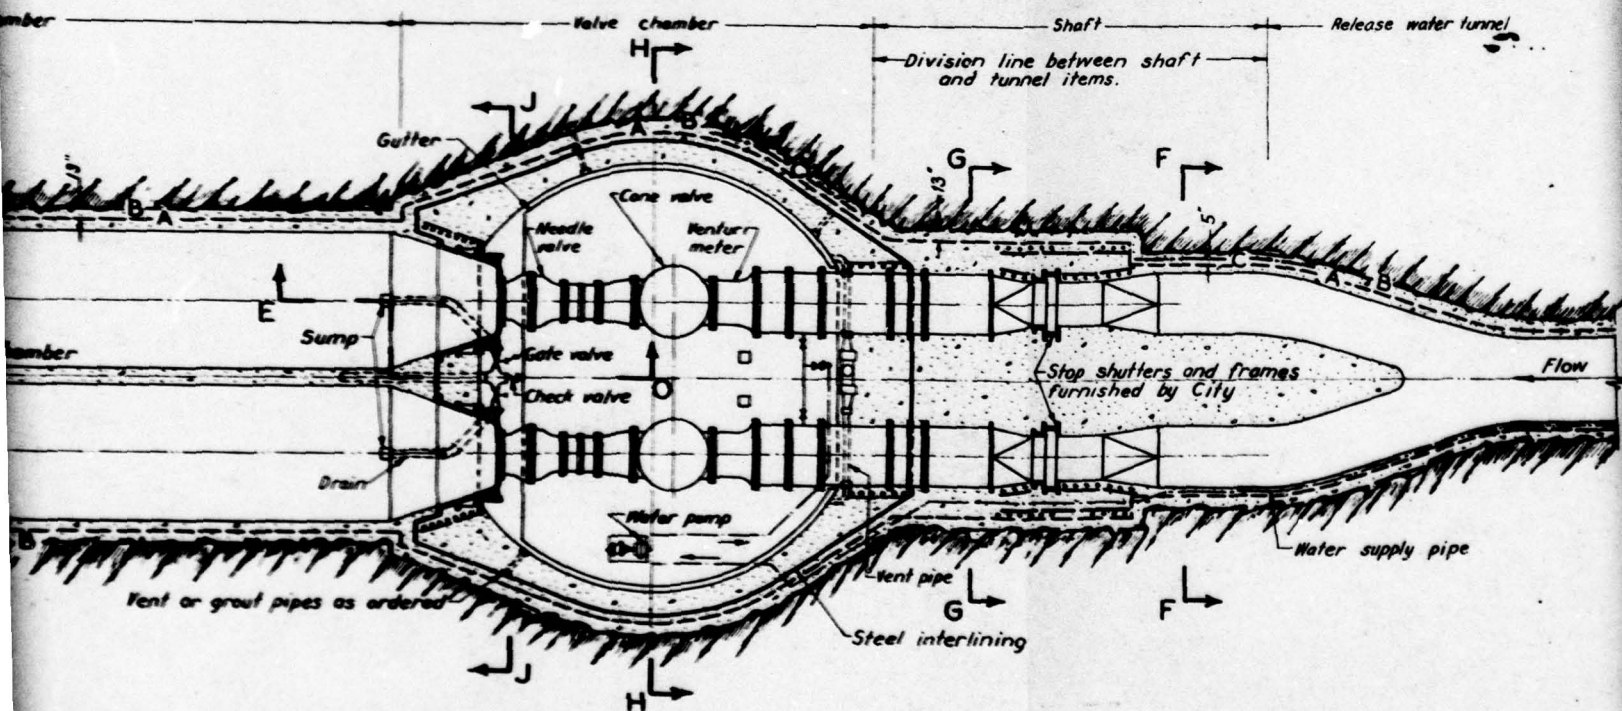 Valve chamber
Shaft
Release water tunnel
H
Division line between shaft
and tunnel items.
J
A B
Gutter
G
F
13"
13"
5"
Cone valve
B A
Needle
valve
Venturi
meter
C
C
A B
E
Sump
Gate valve
O
Stop shutters and frames
furnished by City
Flow
Check valve
Drain
Water pump
B
Water supply pipe
Vent pipe
Vent or grout pipes as ordered
G
F
Steel interlining
J
H